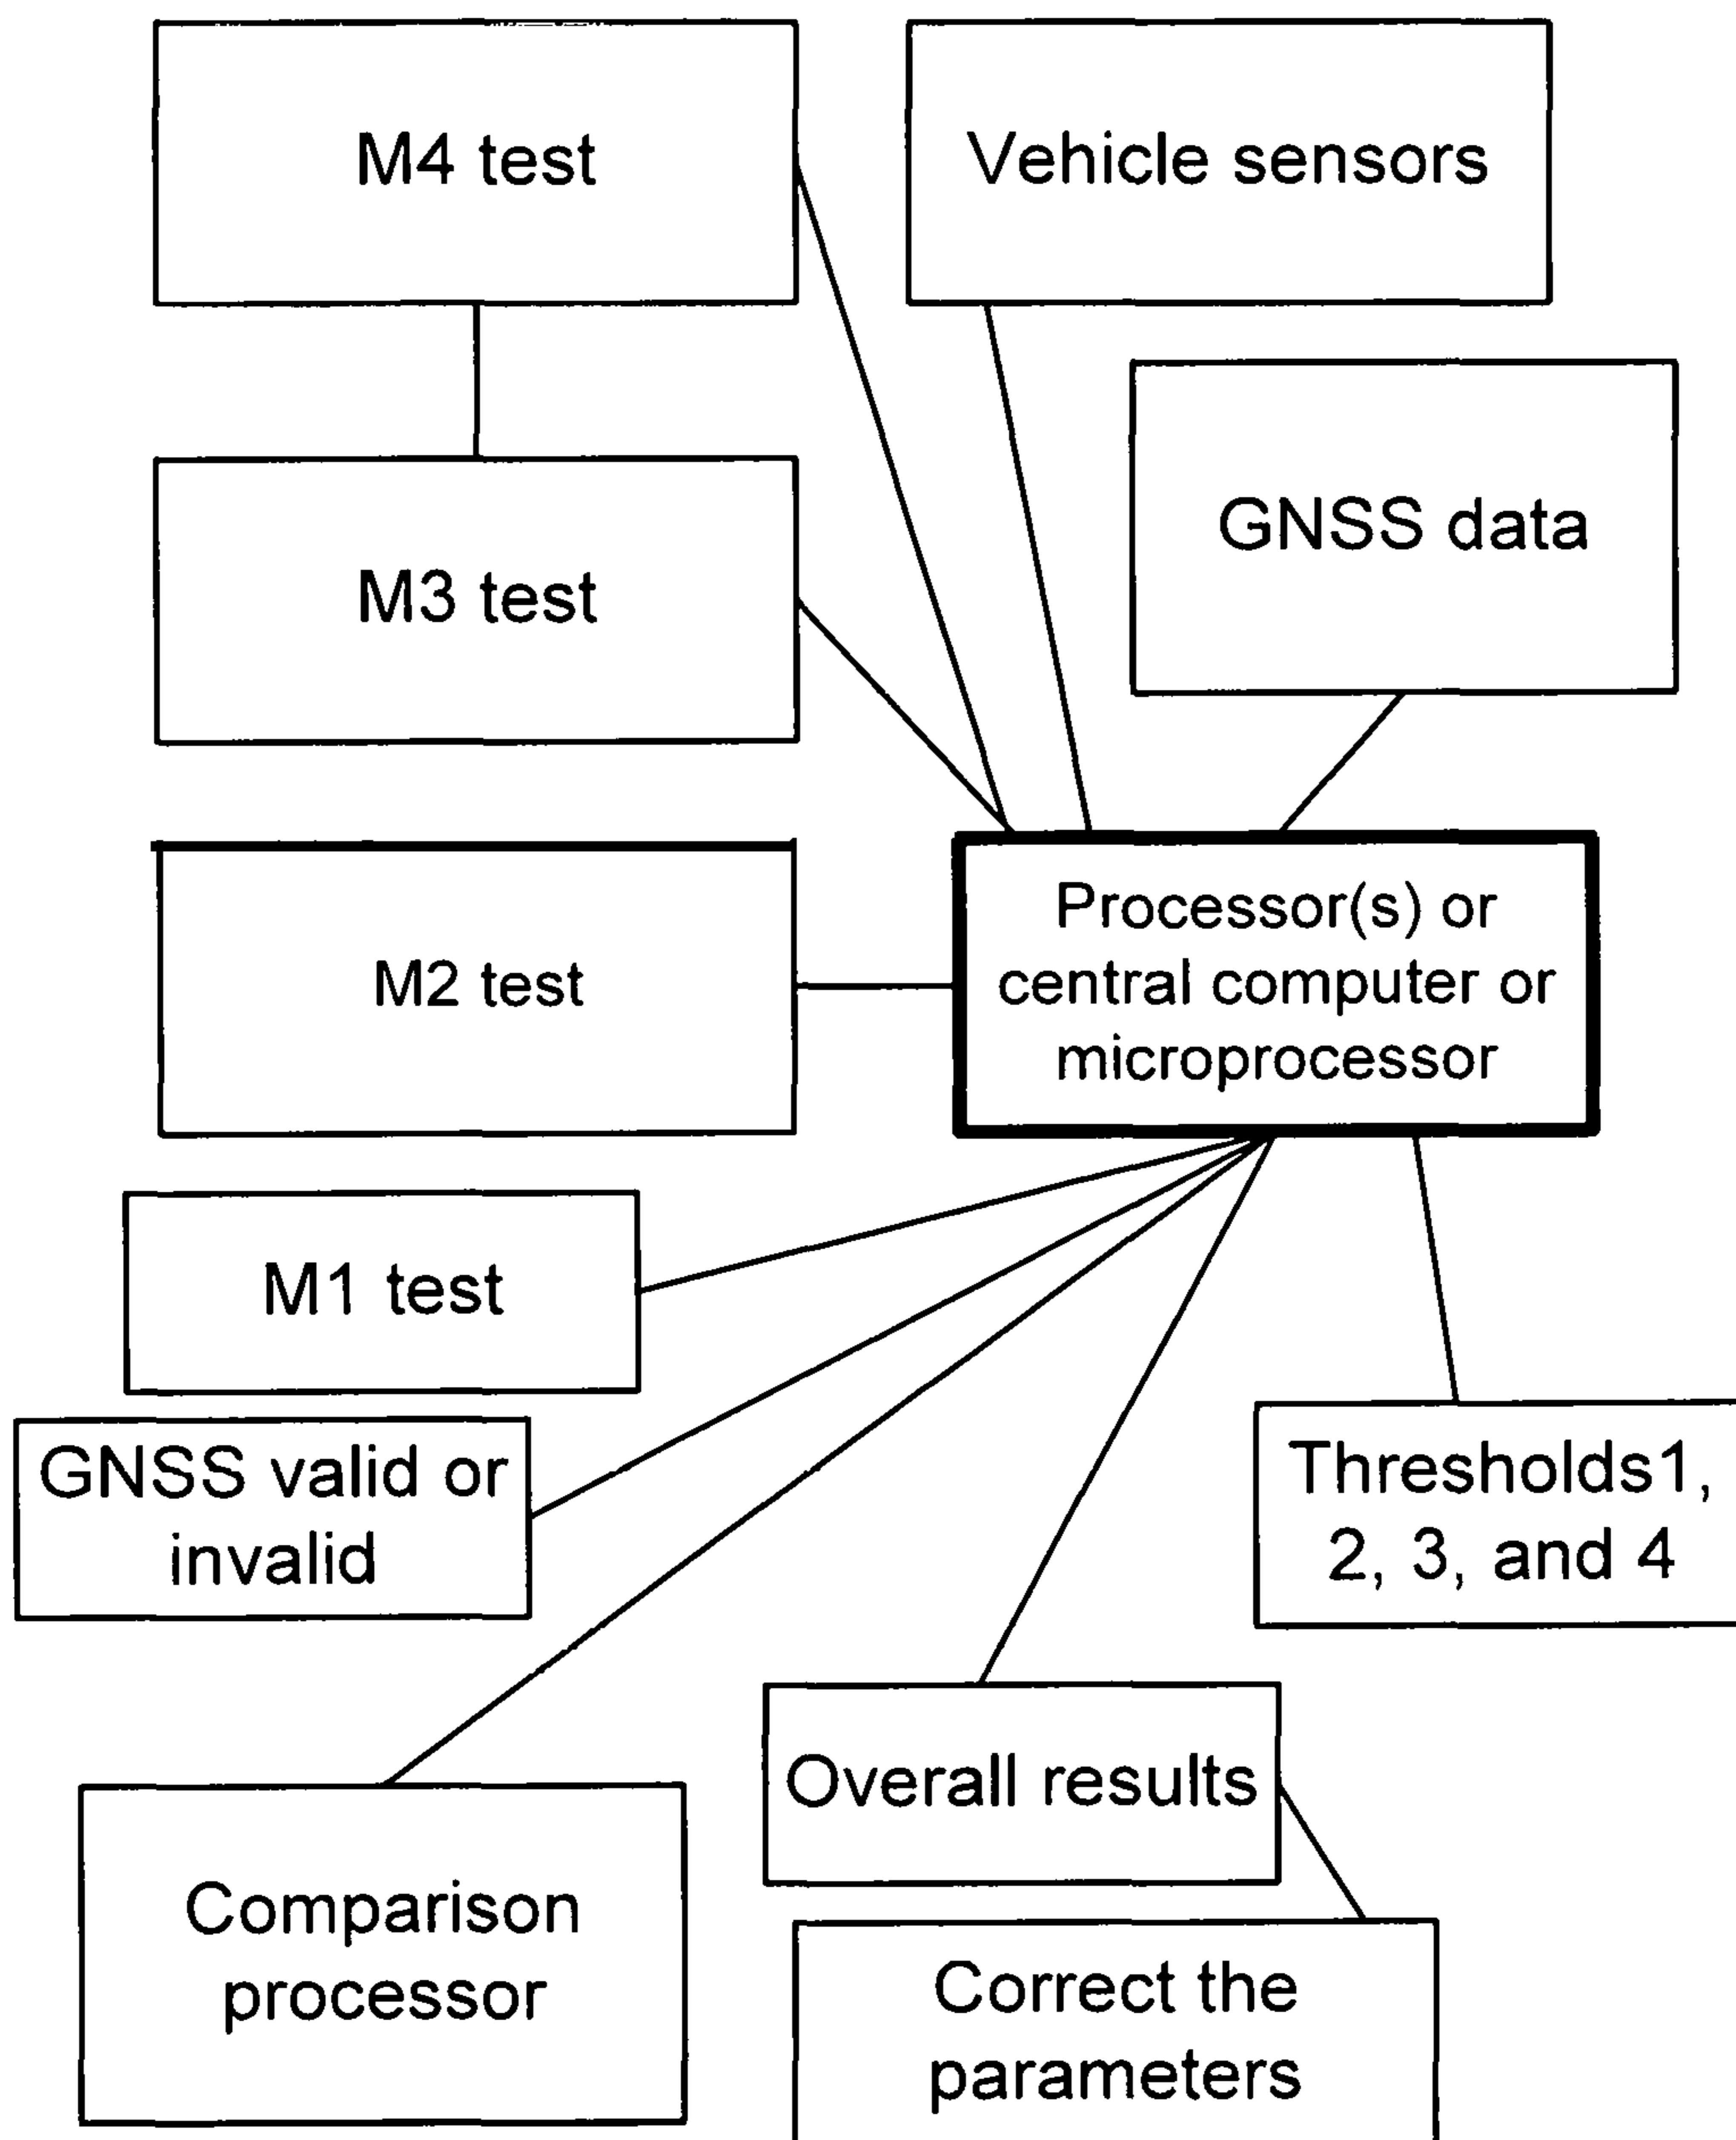 M4 test
Vehicle sensors
GNSS data
M3 test
Processor(s) or
central computer or
microprocessor
M2 test
M1 test
GNSS valid or
invalid
Thresholds1,
2, 3, and 4
Overall results
Comparison
processor
Correct the
parameters